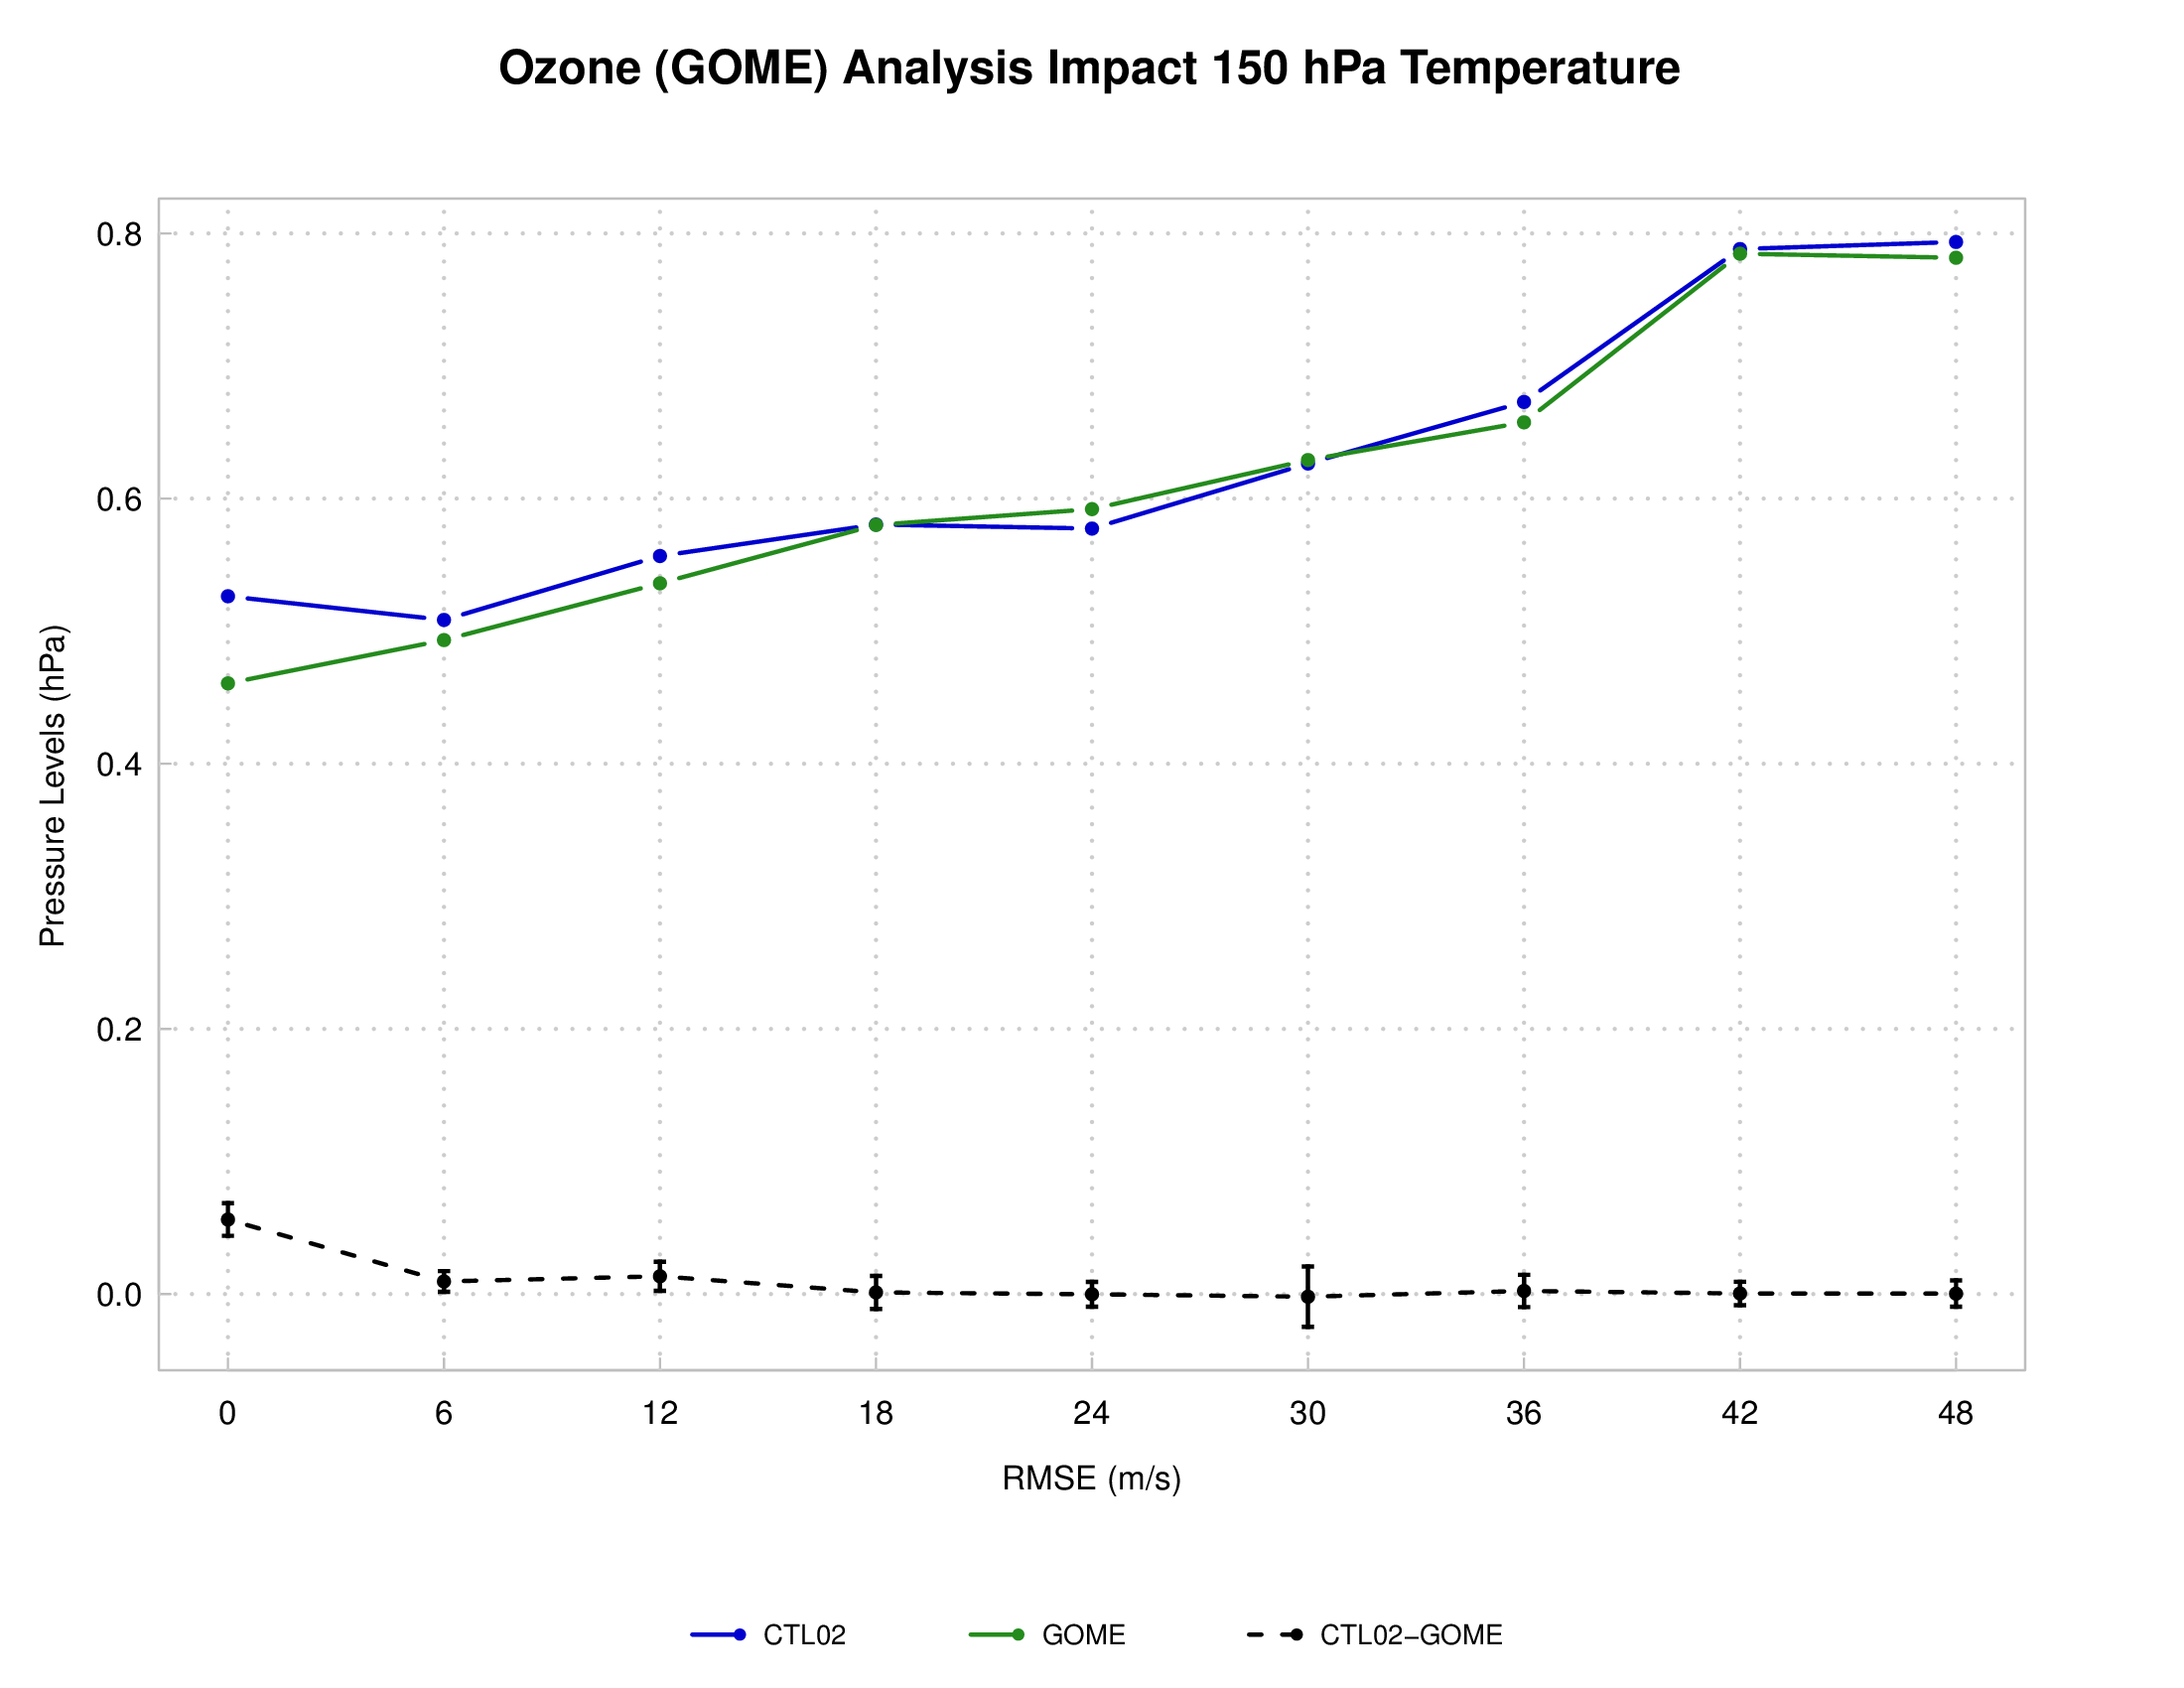 Ozone (GOME) Analysis Impact 150 hPa Temperature
Pressure Levels (hPa)
0.8
0.6
0.4
0.2
0.0
0 6 12 18 24 30 36 42 48
RMSE (m/s)
CTL02 GOME CTL02−GOME